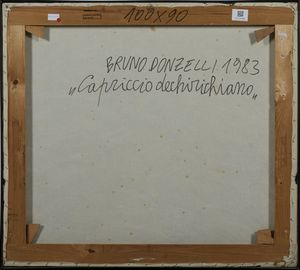 100x90
BRUNO DONZELLI 1983
„Capriccio dechirichiano„